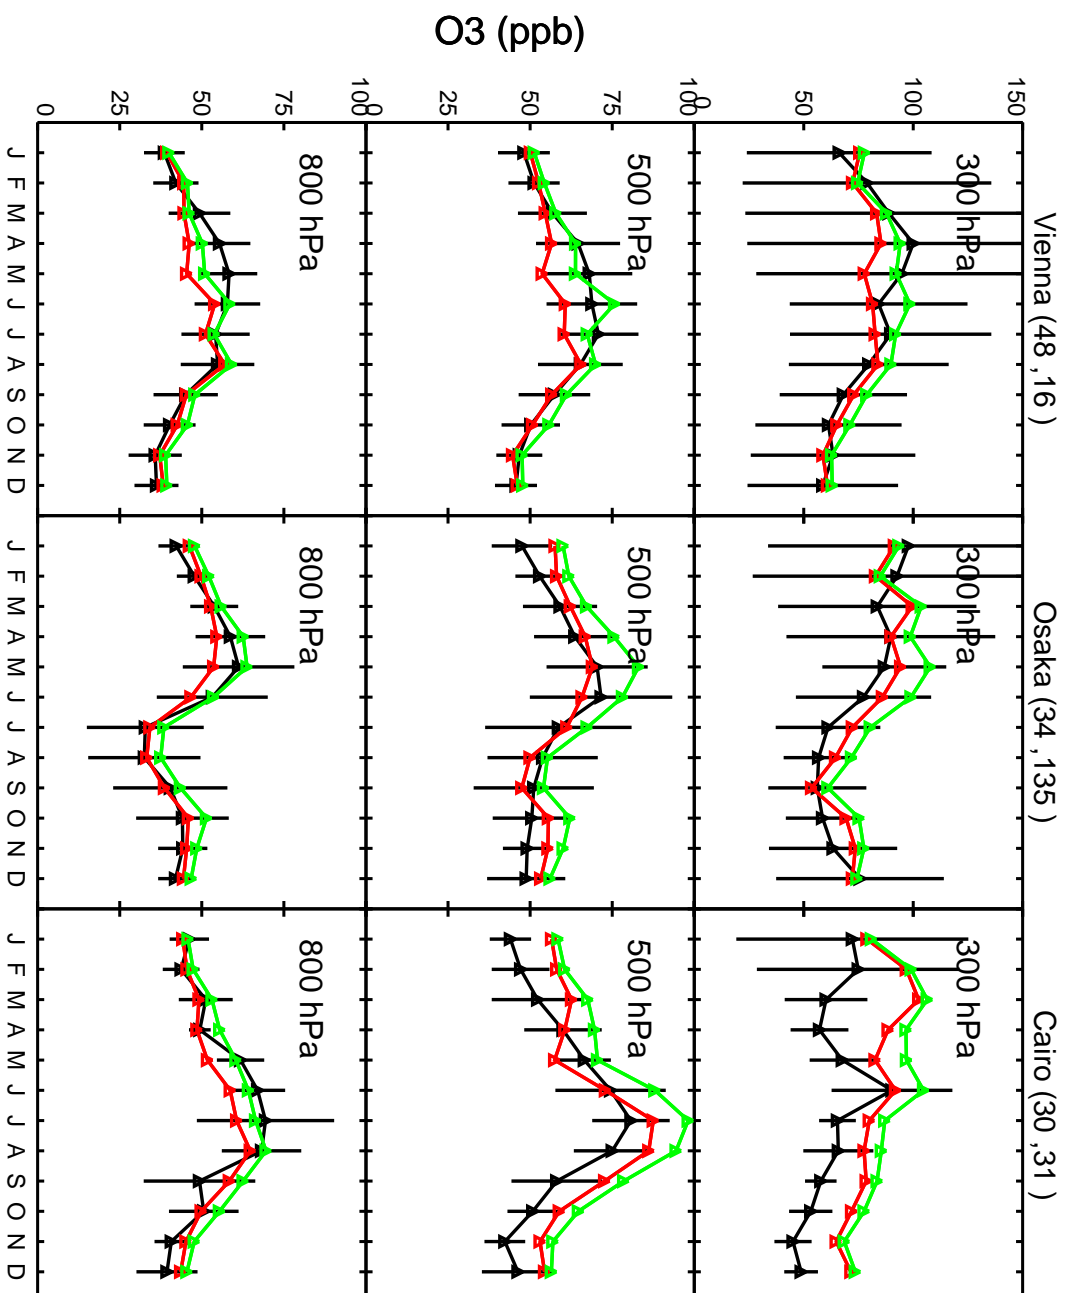 Vienna (48 ,16 )
Osaka (34 ,135 )
Cairo (30 ,31 )
O3 (ppb)
150
100
50
0
300 hPa
300 hPa
300 hPa
100
75
50
0
500 hPa
500 hPa
500 hPa
100
75
50
25
0
800 hPa
800 hPa
800 hPa
J F M A M J J A S O N D
J F M A M J J A S O N D
J F M A M J J A S O N D